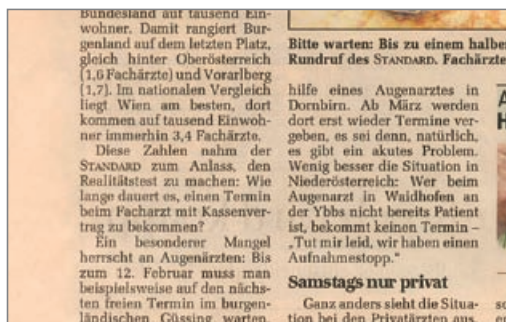 Bundesland auf tausend Ein-
wohner. Damit rangiert Bur-
genland auf dem letzten Platz,
gleich hinter Oberösterreich
(1,6 Fachärzte) und Vorarlberg
(1,7). Im nationalen Vergleich
liegt Wien am besten, dort
kommen auf tausend Einwoh-
ner immerhin 3,4 Fachärzte.
Diese Zahlen nahm der
STANDARD zum Anlass, den
Realitätstest zu machen: Wie
lange dauert es, einen Termin
beim Facharzt mit Kassenver-
trag zu bekommen?
Ein besonderer Mangel
herrscht an Augenärzten: Bis
zum 12. Februar muss man
beispielsweise auf den nächs-
ten freien Termin im burgen-
ländischen Güssing warten,
Bitte warten: Bis zu einem halbe
Rundruf des STANDARD. Fachärzte
hilfe eines Augenarztes in
Dornbirn. Ab März werden
dort erst wieder Termine ver-
geben, es sei denn, natürlich,
es gibt ein akutes Problem.
Wenig besser die Situation in
Niederösterreich: Wer beim
Augenarzt in Waidhofen an
der Ybbs nicht bereits Patient
ist, bekommt keinen Termin –
„Tut mir leid, wir haben einen
Aufnahmestopp."
Samstags nur privat
Ganz anders sieht die Situa-
tion bei den Privatärzten aus.
A
H